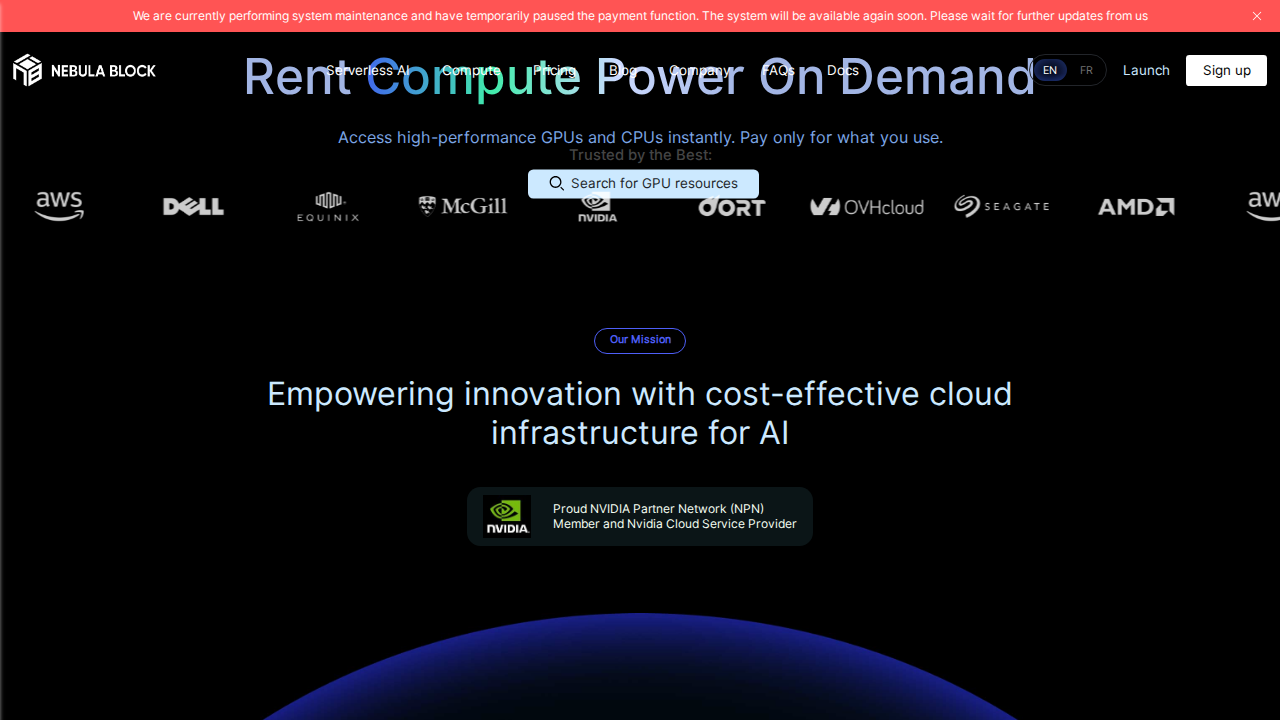 We are currently performing system maintenance and have temporarily paused the payment function. The system will be available again soon. Please wait for further updates from us
NEBULA BLOCK
Serverless AI Compute Pricing Blog Company FAQs Docs
EN FR Launch Sign up
Rent Compute Power On Demand
Access high-performance GPUs and CPUs instantly. Pay only for what you use.
Trusted by the Best:
Search for GPU resources
aws DELL EQUINIX McGill NVIDIA DORT OVHcloud SEAGATE AMD aws
Our Mission
Empowering innovation with cost-effective cloud
infrastructure for AI
NVIDIA.
Proud NVIDIA Partner Network (NPN)
Member and Nvidia Cloud Service Provider